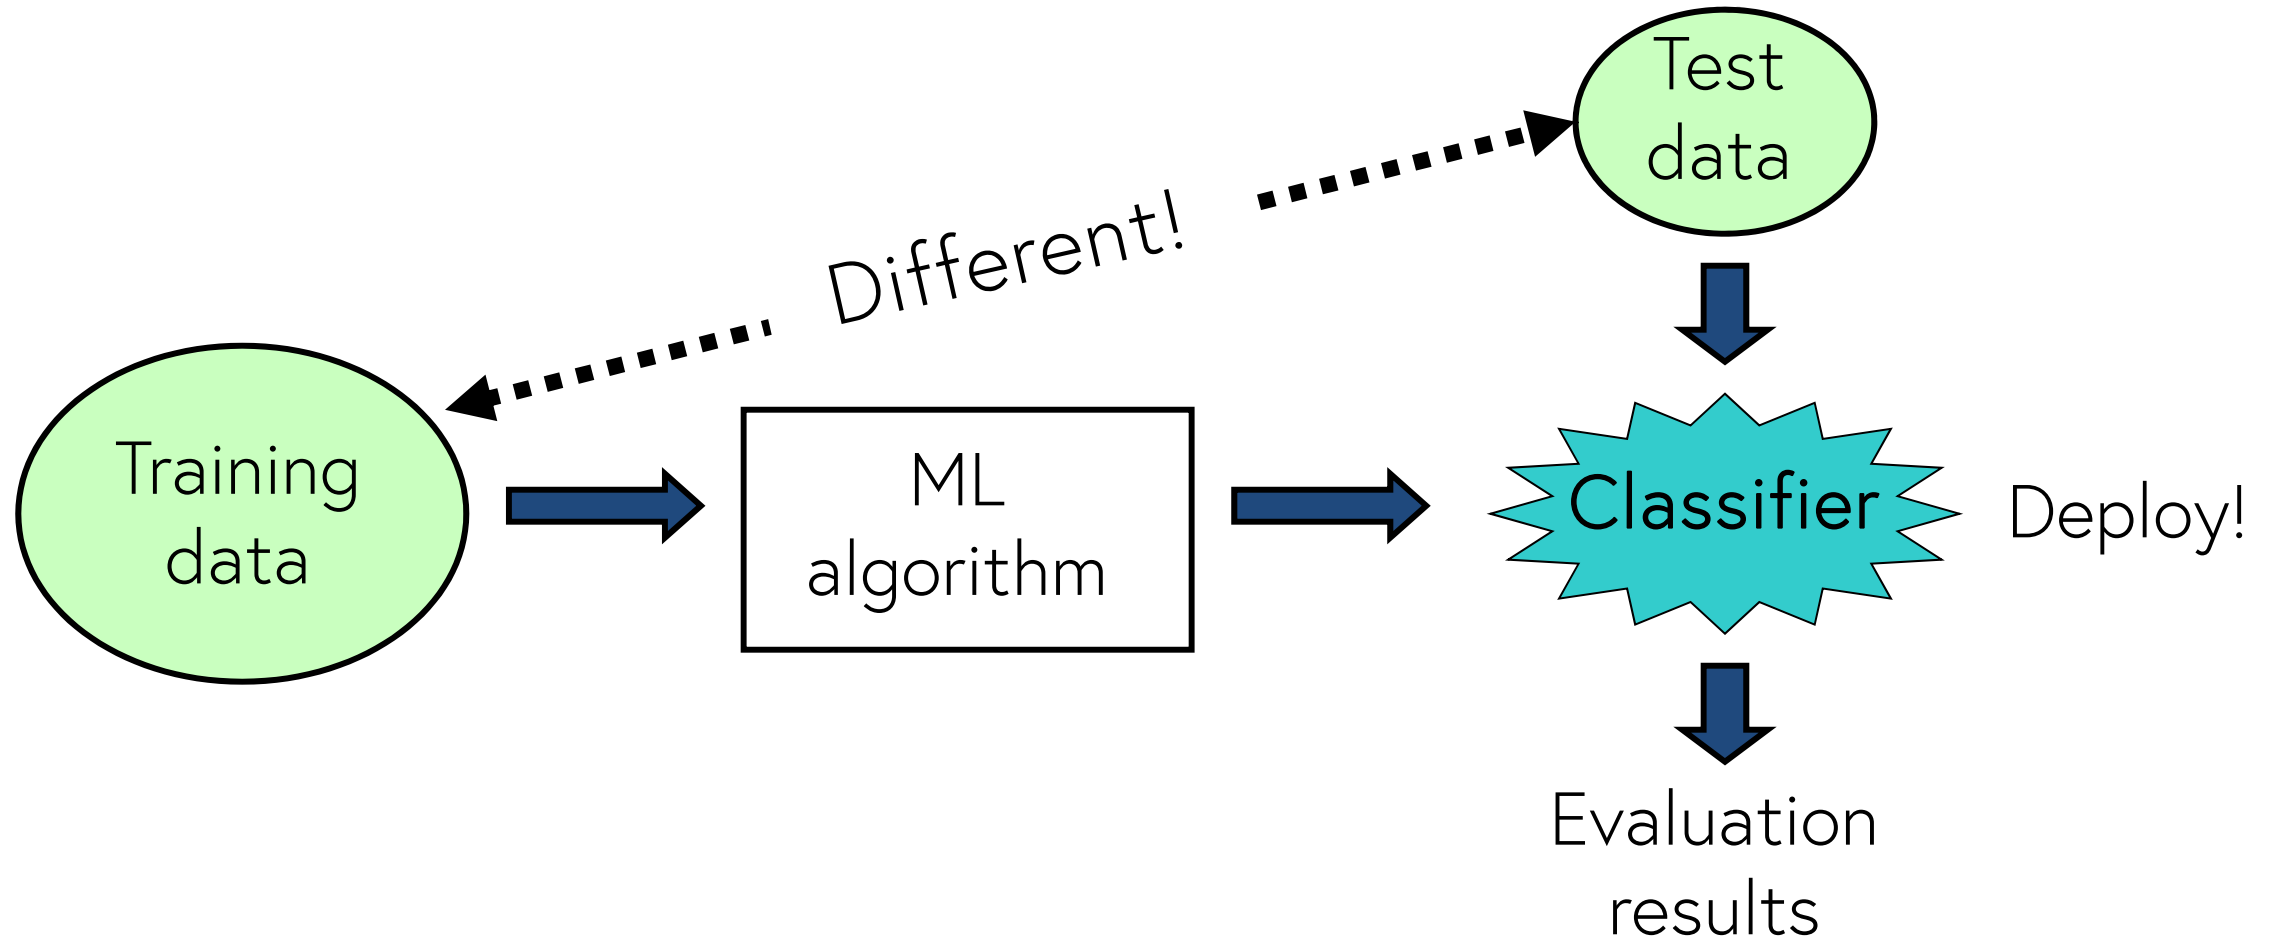 Test
data
Different!
Training
data
ML
algorithm
Classifier
Deploy!
Evaluation
results